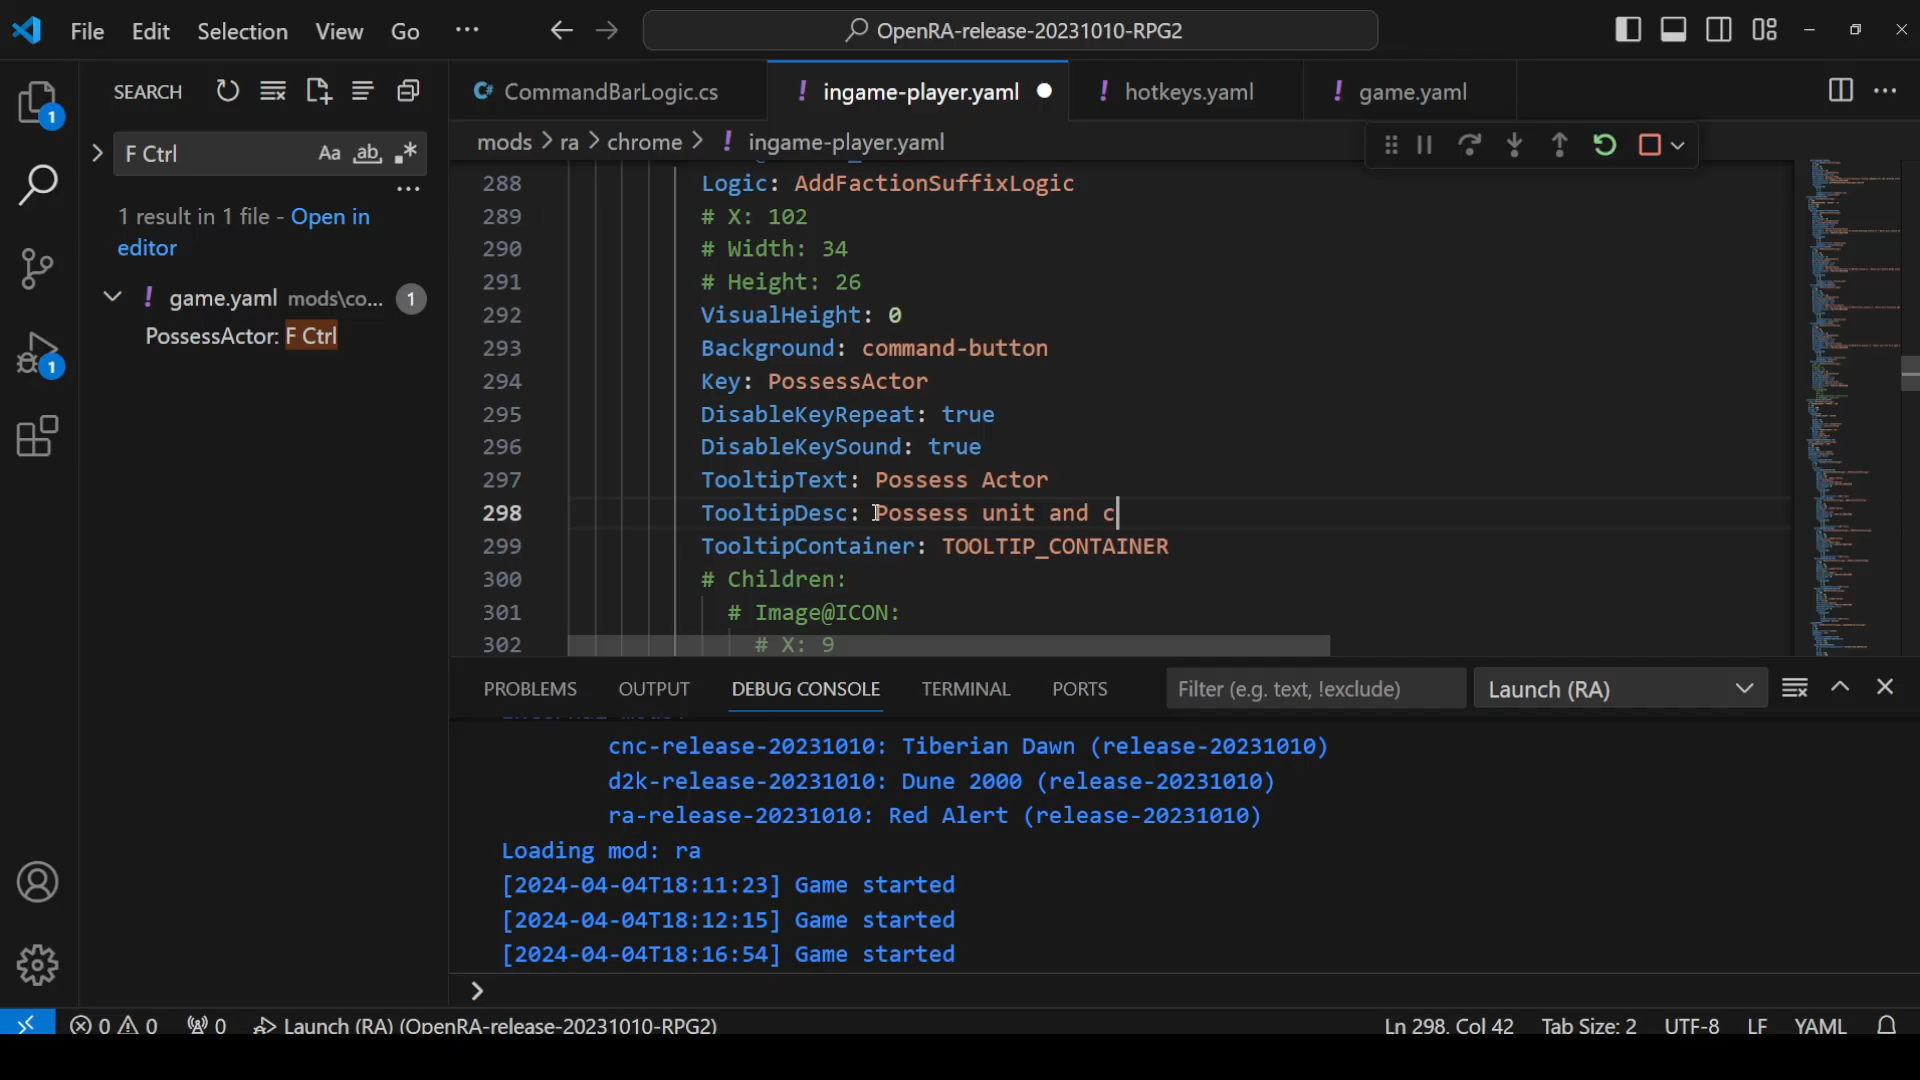 File Edit Selection View Go ··· OpenRA-release-20231010-RPG2
SEARCH
F Ctrl Aa ab
1 result in 1 file - Open in
editor
game.yaml mods\co... 1
PossessActor: F Ctrl
1
1
CommandBarLogic.cs ! ingame-player.yaml ! hotkeys.yaml ! game.yaml
mods > ra > chrome > ! ingame-player.yaml
288 Logic: AddFactionSuffixLogic
289 # X: 102
290 # Width: 34
291 # Height: 26
292 VisualHeight: 0
293 Background: command-button
294 Key: PossessActor
295 DisableKeyRepeat: true
296 DisableKeySound: true
297 TooltipText: Possess Actor
298 TooltipDesc: Possess unit and c
299 TooltipContainer: TOOLTIP_CONTAINER
300 # Children:
301 # Image@ICON:
302 # X: 9
PROBLEMS OUTPUT DEBUG CONSOLE TERMINAL PORTS Filter (e.g. text, !exclude) Launch (RA)
cnc-release-20231010: Tiberian Dawn (release-20231010)
d2k-release-20231010: Dune 2000 (release-20231010)
ra-release-20231010: Red Alert (release-20231010)
Loading mod: ra
[2024-04-04T18:11:23] Game started
[2024-04-04T18:12:15] Game started
[2024-04-04T18:16:54] Game started
0 0 0 Launch (RA) (OpenRA-release-20231010-RPG2) Ln 298, Col 42 Tab Size: 2 UTF-8 LF YAML